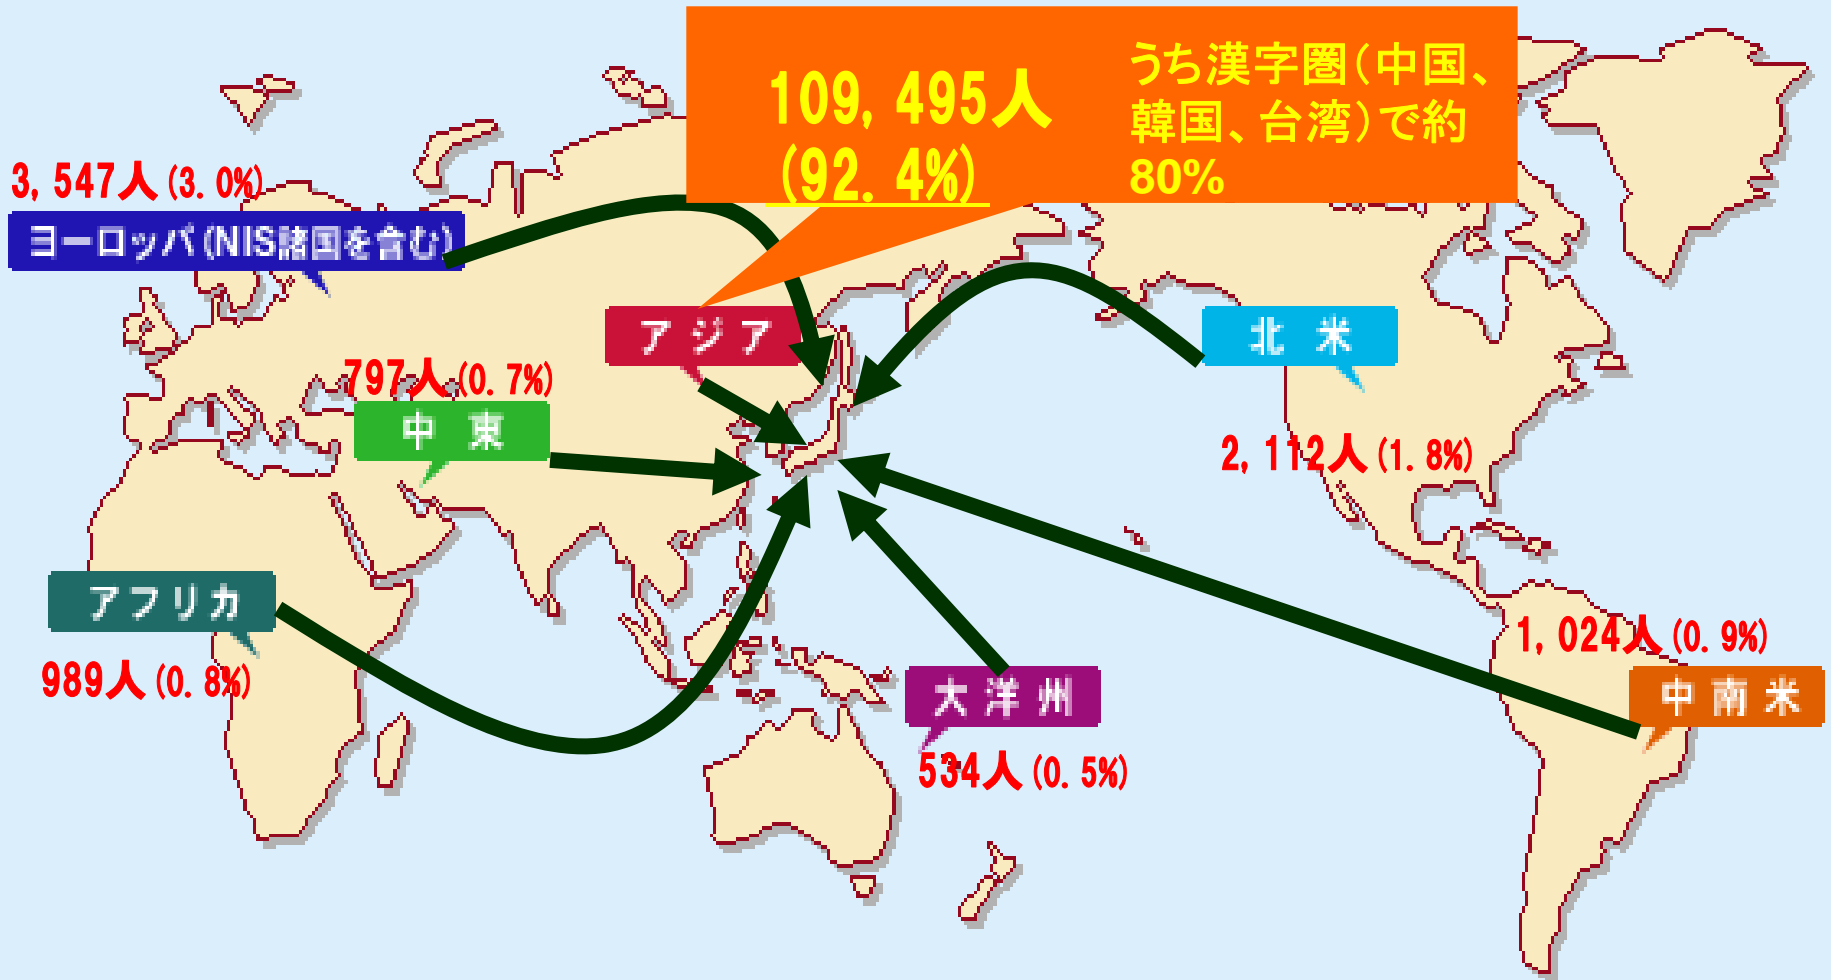 109, 495人
(92. 4%)
うち漢字圏（中国、
韓国、台湾）で約
80%
3, 547人(3. 0%)
ヨーロッパ(NIS諸国を含む)
アジア
北 米
797人(0. 7%)
中 東
2, 112人(1. 8%)
アフリカ
989人(0. 8%)
1, 024人(0. 9%)
大洋州
中南米
534人(0. 5%)